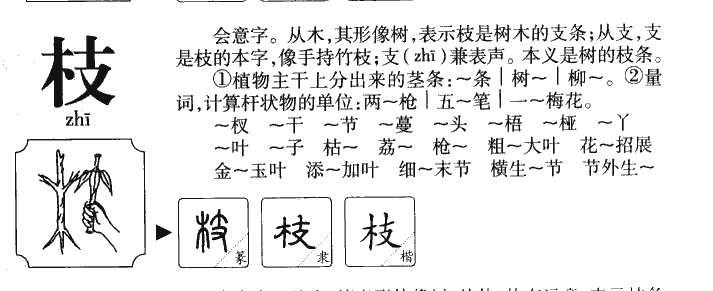 枝
zhī
会意字。从木,其形像树,表示枝是树木的支条;从支,支
是枝的本字,像手持竹枝;支(zhī)兼表声。本义是树的枝条。
①植物主干上分出来的茎条:～条｜树～｜柳～。②量
词,计算杆状物的单位:两～枪｜五～笔｜一～梅花。
～杈 ～干 ～节 ～蔓 ～头 ～梧 ～桠 ～丫
～叶 ～子 枯～ 荔～ 枪～ 粗～大叶 花～招展
金～玉叶 添～加叶 细～末节 横生～节 节外生～
枝 篆
枝 隶
枝 楷